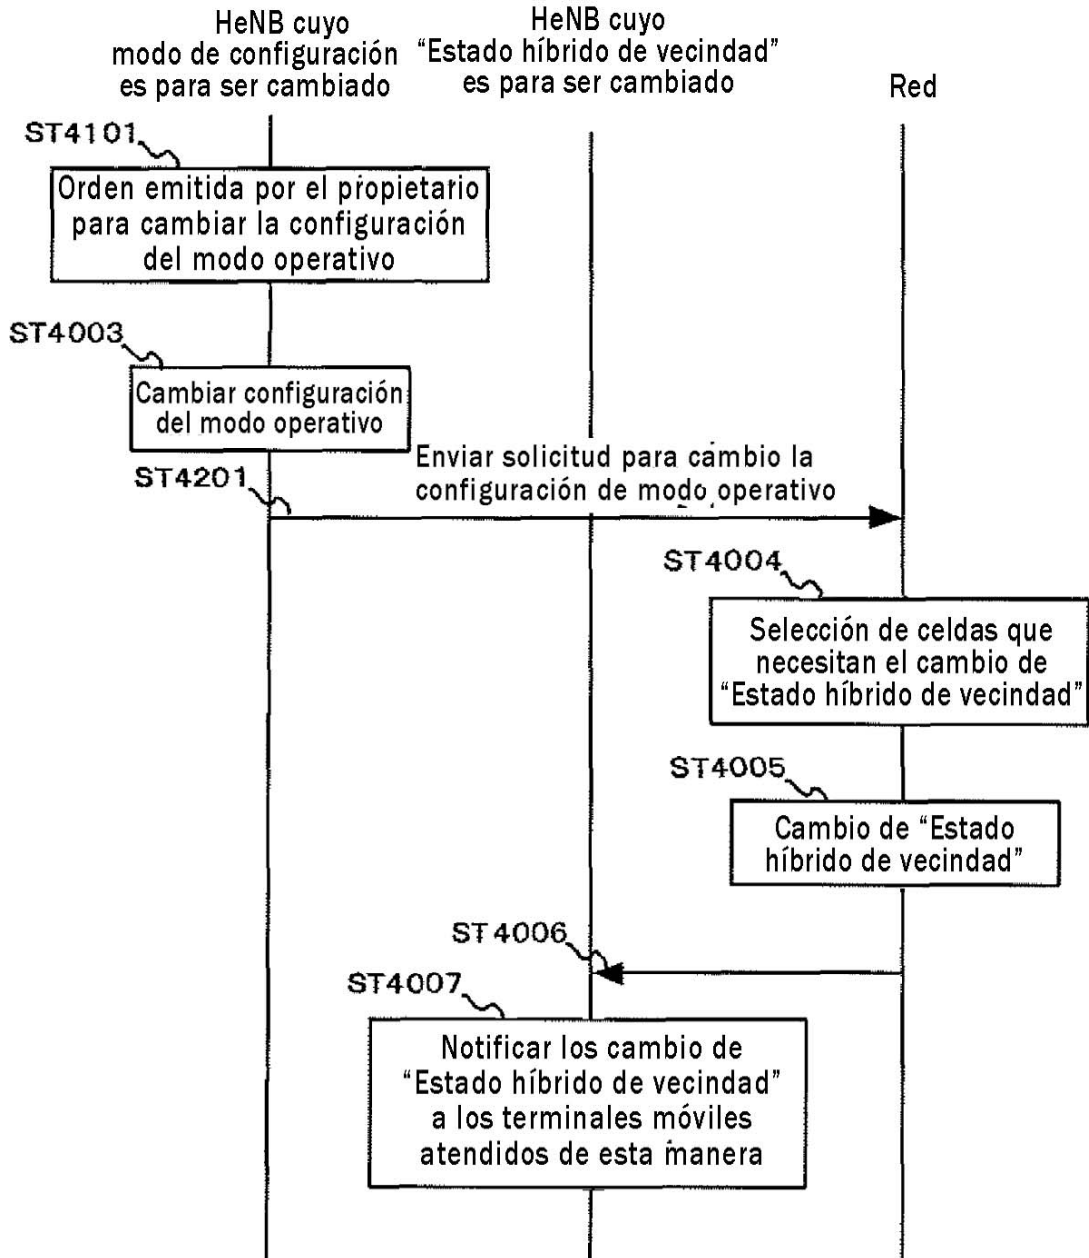 HeNB cuyo
modo de configuración
es para ser cambiado
HeNB cuyo
“Estado híbrido de vecindad”
es para ser cambiado
Red
ST4101
Orden emitida por el propietario
para cambiar la configuración
del modo operativo
ST4003
Cambiar configuración
del modo operativo
ST4201
Enviar solicitud para cambio la
configuración de modo operativo
ST4004
Selección de celdas que
necesitan el cambio de
“Estado híbrido de vecindad”
ST4005
Cambio de “Estado
híbrido de vecindad”
ST4006
ST4007
Notificar los cambio de
“Estado híbrido de vecindad”
a los terminales móviles
atendidos de esta manera